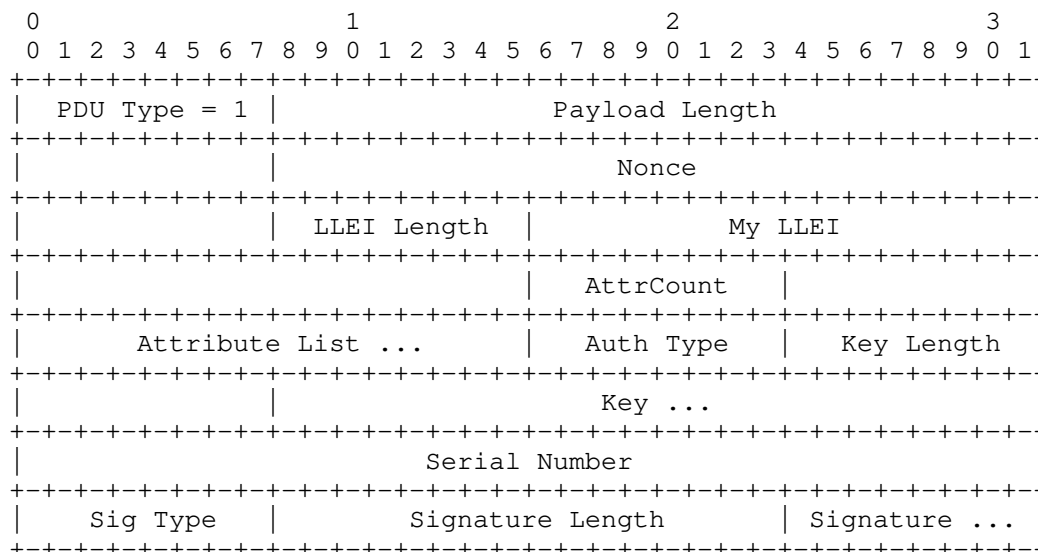 0                   1                   2                   3
 0 1 2 3 4 5 6 7 8 9 0 1 2 3 4 5 6 7 8 9 0 1 2 3 4 5 6 7 8 9 0 1
+-+-+-+-+-+-+-+-+-+-+-+-+-+-+-+-+-+-+-+-+-+-+-+-+-+-+-+-+-+-+-+-
|  PDU Type = 1 |                 Payload Length
+-+-+-+-+-+-+-+-+-+-+-+-+-+-+-+-+-+-+-+-+-+-+-+-+-+-+-+-+-+-+-+-
|               |                     Nonce
+-+-+-+-+-+-+-+-+-+-+-+-+-+-+-+-+-+-+-+-+-+-+-+-+-+-+-+-+-+-+-+-
|               |  LLEI Length  |            My LLEI
+-+-+-+-+-+-+-+-+-+-+-+-+-+-+-+-+-+-+-+-+-+-+-+-+-+-+-+-+-+-+-+-
|                               |   AttrCount   |
+-+-+-+-+-+-+-+-+-+-+-+-+-+-+-+-+-+-+-+-+-+-+-+-+-+-+-+-+-+-+-+-
|       Attribute List ...      |   Auth Type   |   Key Length
+-+-+-+-+-+-+-+-+-+-+-+-+-+-+-+-+-+-+-+-+-+-+-+-+-+-+-+-+-+-+-+-
|               |                    Key ...
+-+-+-+-+-+-+-+-+-+-+-+-+-+-+-+-+-+-+-+-+-+-+-+-+-+-+-+-+-+-+-+-
|                         Serial Number
+-+-+-+-+-+-+-+-+-+-+-+-+-+-+-+-+-+-+-+-+-+-+-+-+-+-+-+-+-+-+-+-
|    Sig Type   |        Signature Length       | Signature ...
+-+-+-+-+-+-+-+-+-+-+-+-+-+-+-+-+-+-+-+-+-+-+-+-+-+-+-+-+-+-+-+-